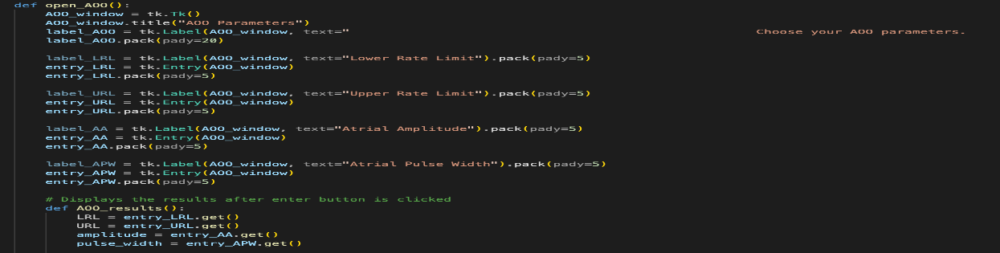 def open_AOO():
    AOO_window = tk.Tk()
    AOO_window.title("AOO Parameters")
    label_AOO = tk.Label(AOO_window, text="                                                    Choose your AOO parameters.
    label_AOO.pack(pady=20)

    label_LRL = tk.Label(AOO_window, text="Lower Rate Limit").pack(pady=5)
    entry_LRL = tk.Entry(AOO_window)
    entry_LRL.pack(pady=5)

    label_URL = tk.Label(AOO_window, text="Upper Rate Limit").pack(pady=5)
    entry_URL = tk.Entry(AOO_window)
    entry_URL.pack(pady=5)

    label_AA = tk.Label(AOO_window, text="Atrial Amplitude").pack(pady=5)
    entry_AA = tk.Entry(AOO_window)
    entry_AA.pack(pady=5)

    label_APW = tk.Label(AOO_window, text="Atrial Pulse Width").pack(pady=5)
    entry_APW = tk.Entry(AOO_window)
    entry_APW.pack(pady=5)

    # Displays the results after enter button is clicked
    def AOO_results():
        LRL = entry_LRL.get()
        URL = entry_URL.get()
        amplitude = entry_AA.get()
        pulse_width = entry_APW.get()